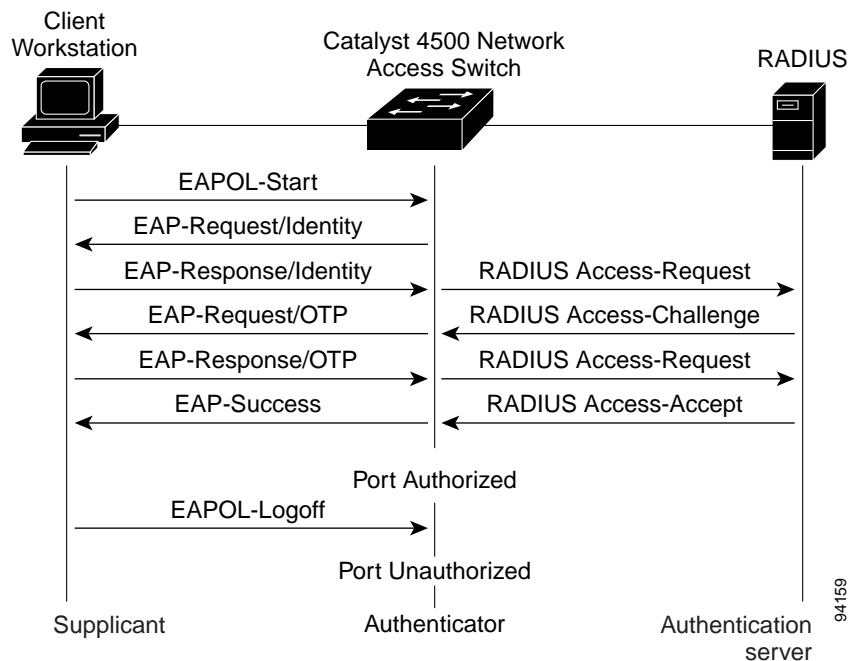 Client
Workstation
Catalyst 4500 Network
Access Switch
RADIUS
EAPOL-Start
EAP-Request/Identity
EAP-Response/Identity
RADIUS Access-Request
EAP-Request/OTP
RADIUS Access-Challenge
EAP-Response/OTP
RADIUS Access-Request
EAP-Success
RADIUS Access-Accept
Port Authorized
EAPOL-Logoff
Port Unauthorized
Supplicant
Authenticator
Authentication
server
94159